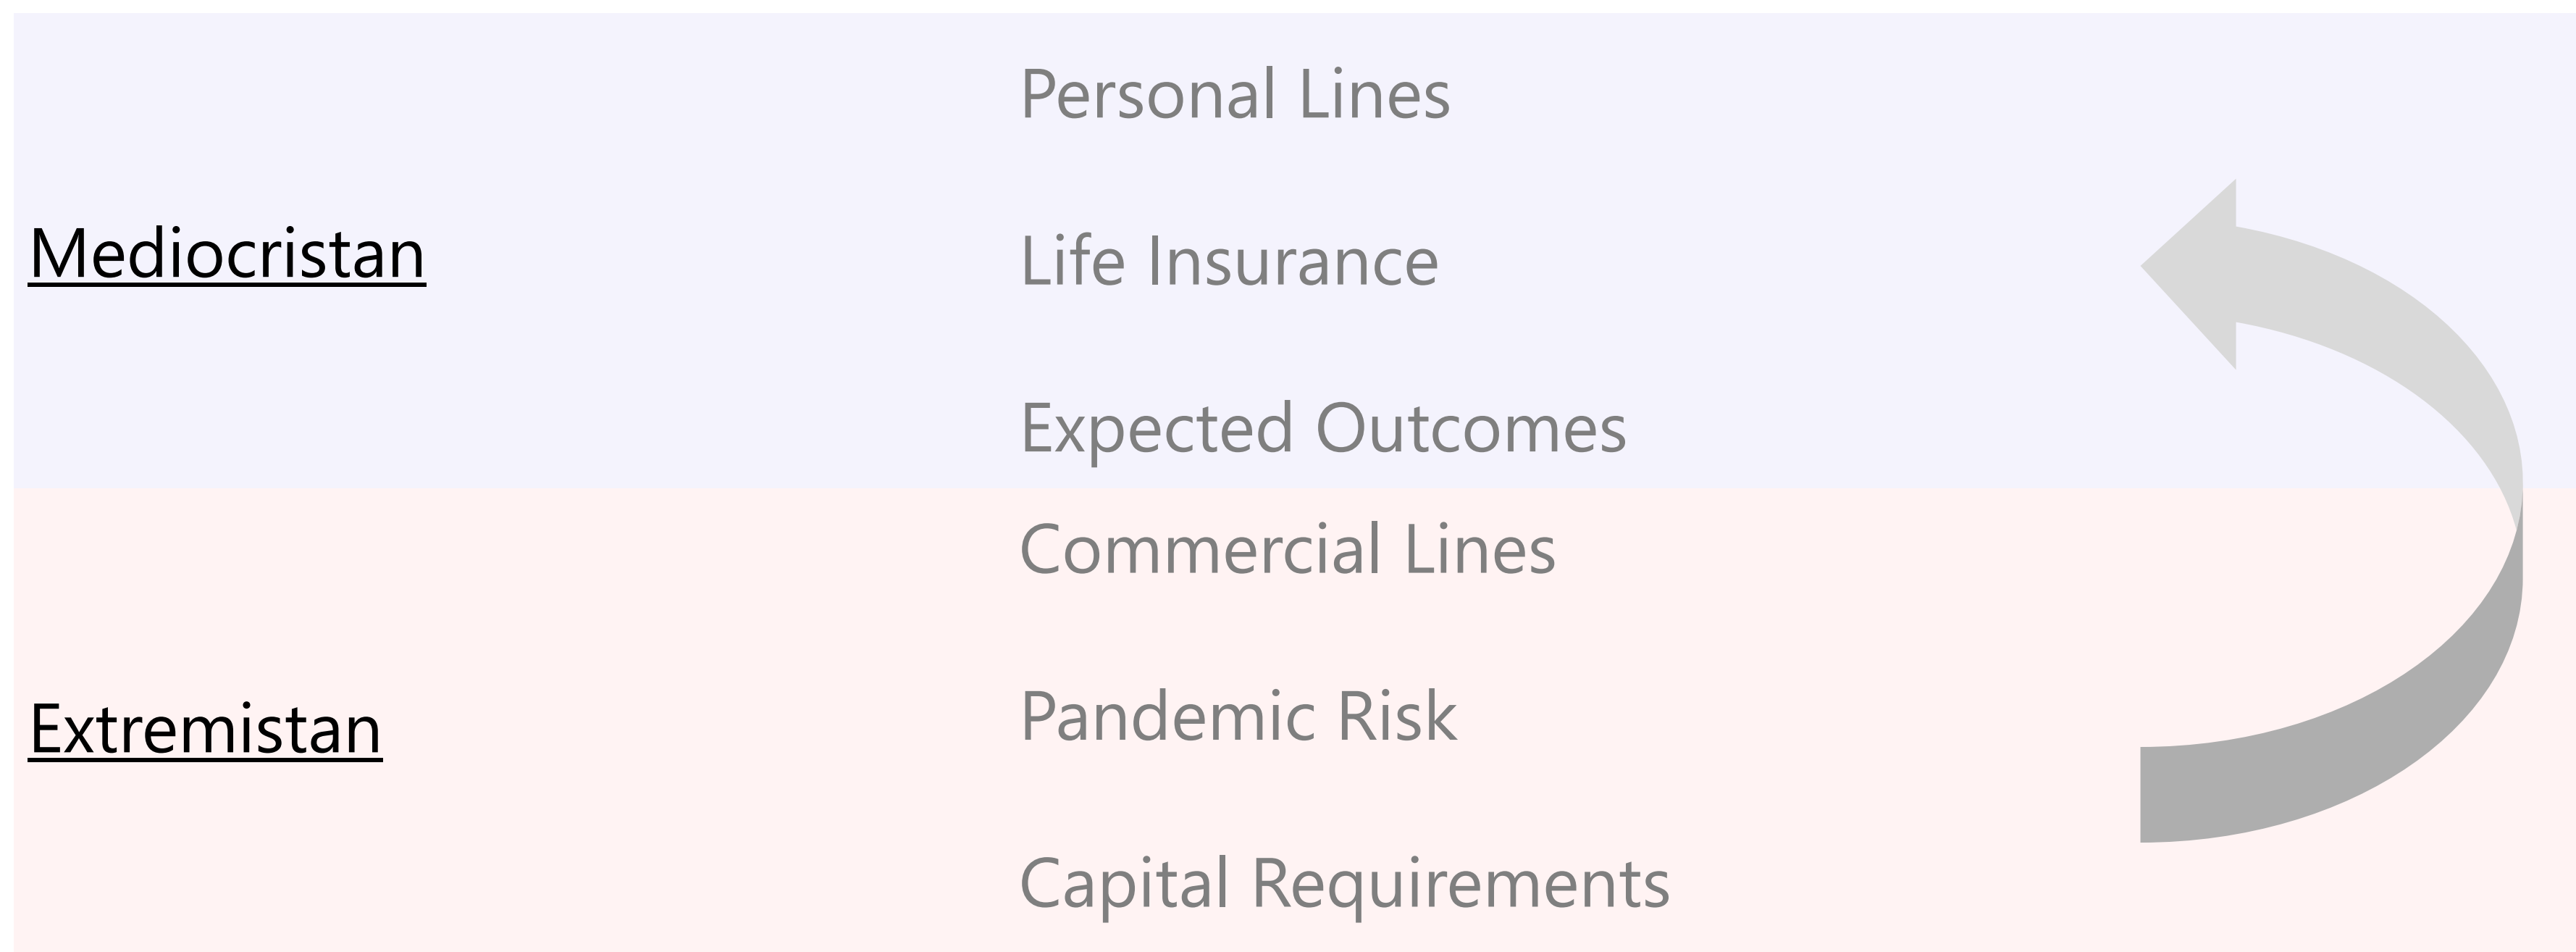 Personal Lines
Mediocristan
Life Insurance
Expected Outcomes
Commercial Lines
Extremistan
Pandemic Risk
Capital Requirements